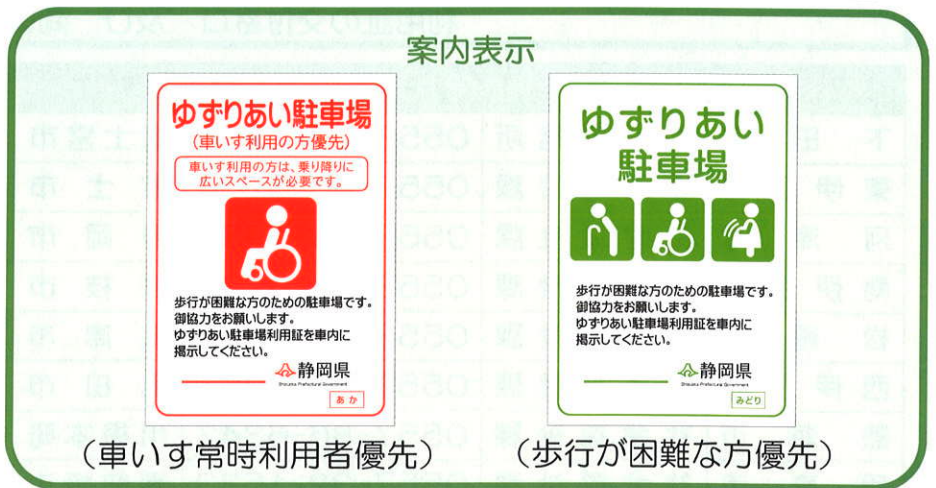 案内表示
ゆずりあい駐車場
(車いす利用の方優先)
車いす利用の方は、乗り降りに
広いスペースが必要です。
歩行が困難な方のための駐車場です。
御協力をお願いします。
ゆずりあい駐車場利用証を車内に
掲示してください。
静岡県
Shizuoka Prefectural Government
あか
(車いす常時利用者優先)
ゆずりあい
駐車場
歩行が困難な方のための駐車場です。
御協力をお願いします。
ゆずりあい駐車場利用証を車内に
掲示してください。
静岡県
Shizuoka Prefectural Government
みどり
(歩行が困難な方優先)